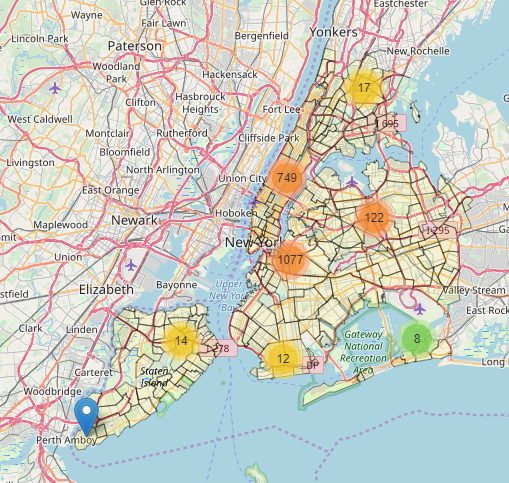 Glen Rock
Eastchester
Wayne
Fair Lawn
Lincoln Park
Bergenfield
Yonkers
Paterson
New Rochelle
Woodland
Park
Hackensack
17
Clifton
Hasbrouck
Heights
Fort Lee
West Caldwell
Montclair
Rutherford
Cliffside Park
695
Bloomfield
Livingston
North Arlington
Union City
749
East Orange
Hoboken
122
Maplewood
Newark
I 295
New York
1077
Union
Bayonne
Elizabeth
Upper
New York
Bay
Valley Stream
East Rock
Clark
Linden
Gateway
National
Recreation
Area
8
14
278
12
BP
Carteret
Staten
Island
Long
Woodbridge
Perth Amboy